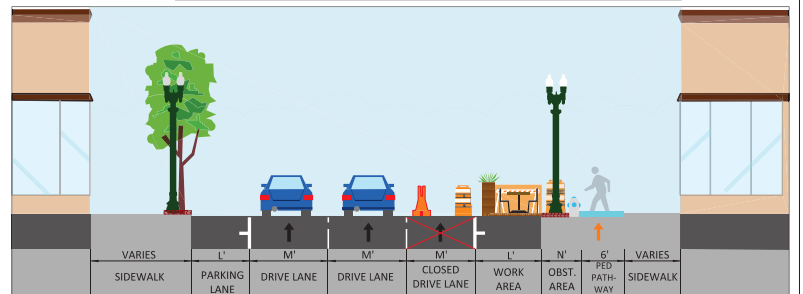 VARIES L' M' M' M' L' N' 6' VARIES
SIDEWALK
PARKING
LANE
DRIVE LANE
DRIVE LANE
CLOSED
DRIVE LANE
WORK
AREA
OBST.
AREA
PED
PATH-
WAY
SIDEWALK